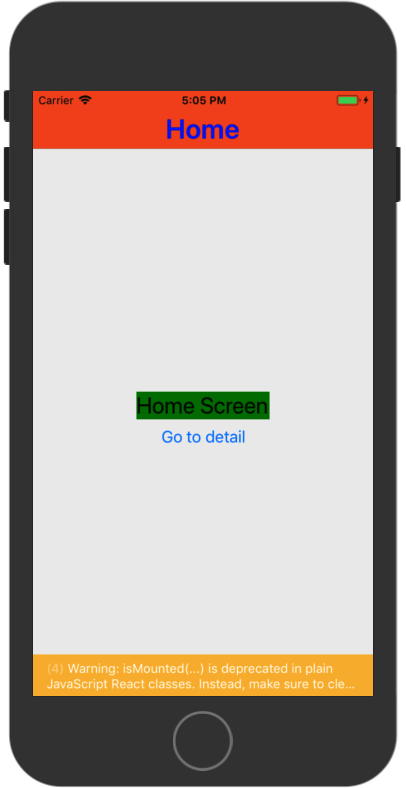 Carrier
5:05 PM
Home
Home Screen
Go to detail
(4) Warning: isMounted(...) is deprecated in plain
JavaScript React classes. Instead, make sure to cle...